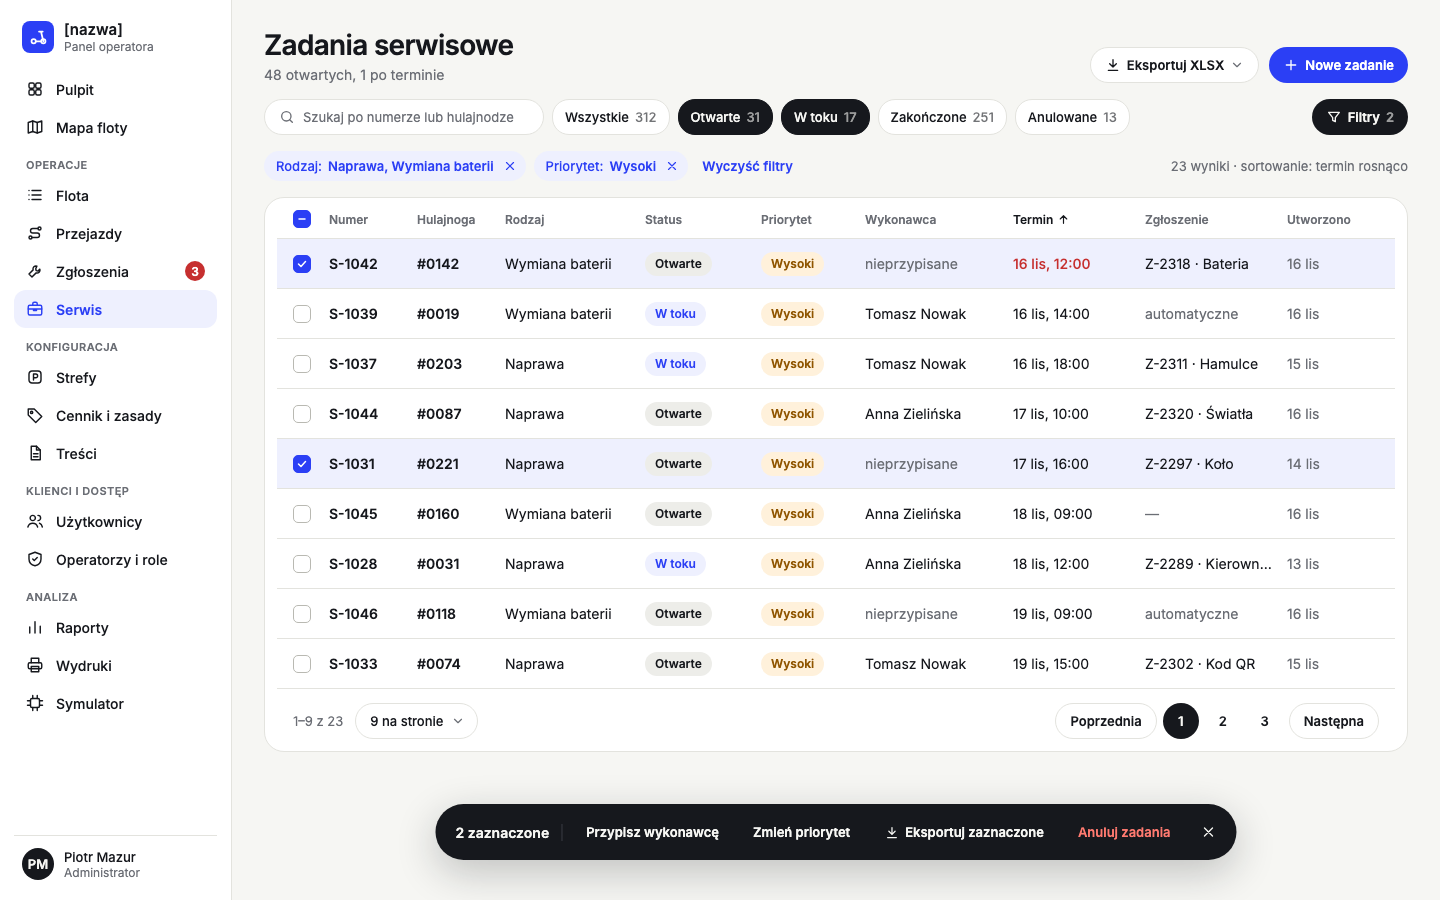 [nazwa]
Panel operatora
Pulpit
Mapa floty
OPERACJE
Flota
Przejazdy
Zgłoszenia 3
Serwis
KONFIGURACJA
Strefy
Cennik i zasady
Treści
KLIENCI I DOSTĘP
Użytkownicy
Operatorzy i role
ANALIZA
Raporty
Wydruki
Symulator
PM
Piotr Mazur
Administrator
Zadania serwisowe
48 otwartych, 1 po terminie
Eksportuj XLSX
Nowe zadanie
Szukaj po numerze lub hulajnodze
Wszystkie 312
Otwarte 31
W toku 17
Zakończone 251
Anulowane 13
Filtry 2
Rodzaj: Naprawa, Wymiana baterii
Priorytet: Wysoki
Wyczyść filtry
23 wyniki · sortowanie: termin rosnąco
Numer Hulajnoga Rodzaj Status Priorytet Wykonawca Termin ↑ Zgłoszenie Utworzono
S-1042 #0142 Wymiana baterii Otwarte Wysoki nieprzypisane 16 lis, 12:00 Z-2318 · Bateria 16 lis
S-1039 #0019 Wymiana baterii W toku Wysoki Tomasz Nowak 16 lis, 14:00 automatyczne 16 lis
S-1037 #0203 Naprawa W toku Wysoki Tomasz Nowak 16 lis, 18:00 Z-2311 · Hamulce 15 lis
S-1044 #0087 Naprawa Otwarte Wysoki Anna Zielińska 17 lis, 10:00 Z-2320 · Światła 16 lis
S-1031 #0221 Naprawa Otwarte Wysoki nieprzypisane 17 lis, 16:00 Z-2297 · Koło 14 lis
S-1045 #0160 Wymiana baterii Otwarte Wysoki Anna Zielińska 18 lis, 09:00 — 16 lis
S-1028 #0031 Naprawa W toku Wysoki Anna Zielińska 18 lis, 12:00 Z-2289 · Kierown... 13 lis
S-1046 #0118 Wymiana baterii Otwarte Wysoki nieprzypisane 19 lis, 09:00 automatyczne 16 lis
S-1033 #0074 Naprawa Otwarte Wysoki Tomasz Nowak 19 lis, 15:00 Z-2302 · Kod QR 15 lis
1–9 z 23
9 na stronie
Poprzednia 1 2 3 Następna
2 zaznaczone
Przypisz wykonawcę
Zmień priorytet
Eksportuj zaznaczone
Anuluj zadania